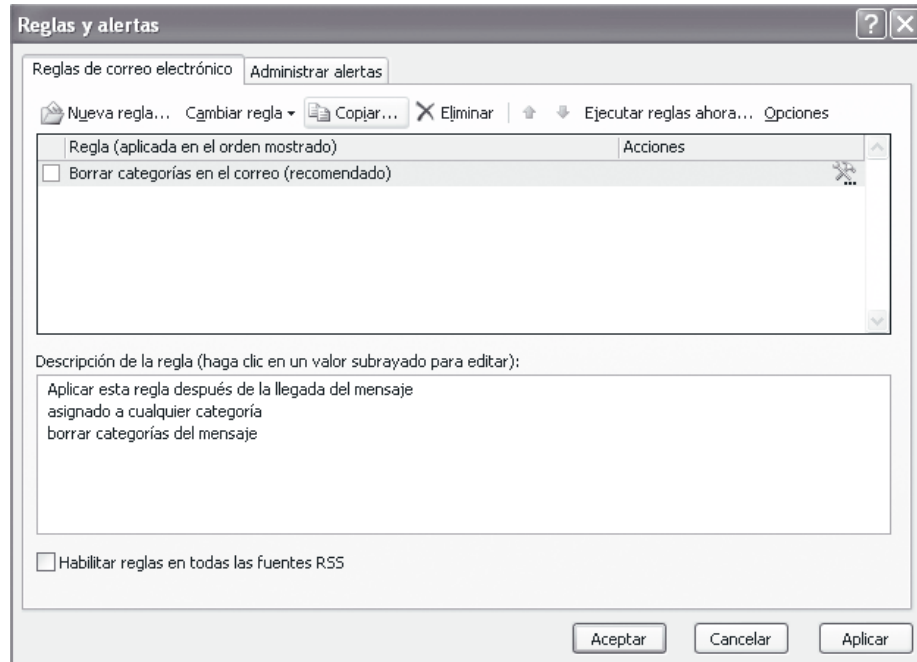 Reglas y alertas
Reglas de correo electrónico Administrar alertas
Nueva regla... Cambiar regla Copiar... Eliminar Ejecutar reglas ahora... Opciones
Regla (aplicada en el orden mostrado) Acciones
Borrar categorías en el correo (recomendado)
Descripción de la regla (haga clic en un valor subrayado para editar):
Aplicar esta regla después de la llegada del mensaje
asignado a cualquier categoría
borrar categorías del mensaje
Habilitar reglas en todas las fuentes RSS
Aceptar Cancelar Aplicar